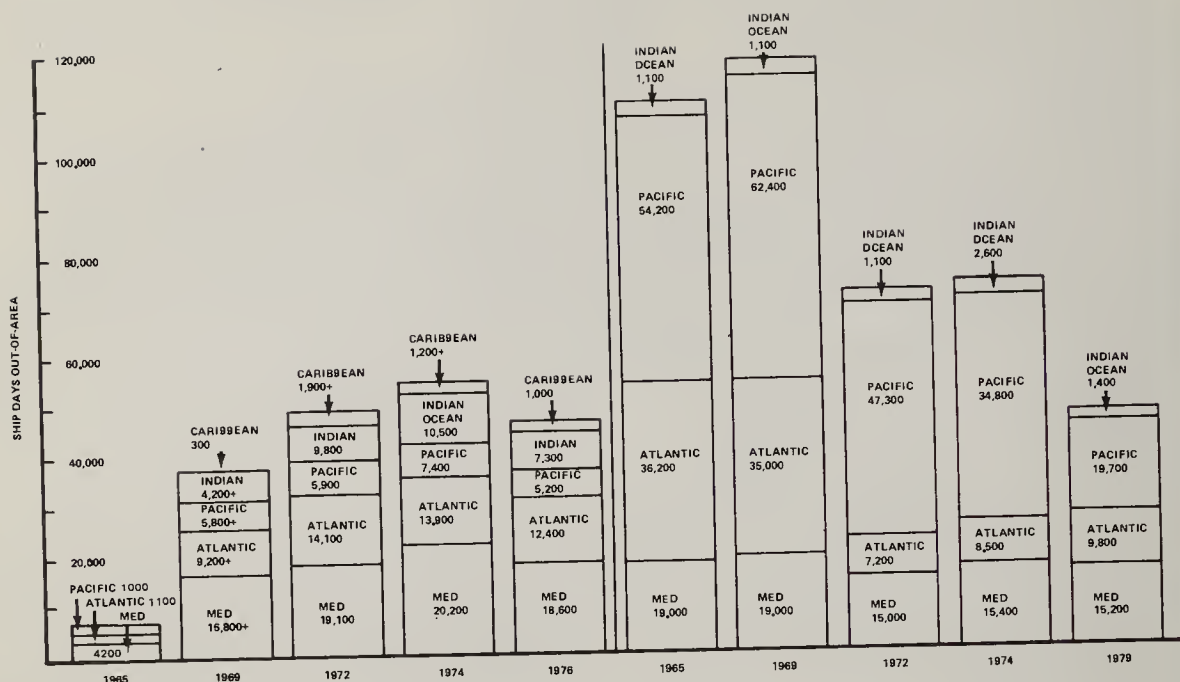 SHIP DAYS OUT-OF-AREA
120,000
100,000
80,000
60,000
40,000
20,000
PACIFIC 1000
ATLANTIC 1100
MED
4200
1965
CARIBBEAN
300
INDIAN
4,200+
PACIFIC
5,800+
ATLANTIC
9,200+
MED
16,800+
1969
CARIBBEAN
1,900+
INDIAN
9,800
PACIFIC
5,900
ATLANTIC
14,100
MED
19,100
1972
CARIBBEAN
1,200+
INDIAN
OCEAN
10,500
PACIFIC
7,400
ATLANTIC
13,900
MED
20,200
1974
CARIBBEAN
1,000
INDIAN
7,300
PACIFIC
5,200
ATLANTIC
12,400
MED
18,600
1976
INDIAN
OCEAN
1,100
PACIFIC
54,200
ATLANTIC
36,200
MED
19,000
1965
INDIAN
OCEAN
1,100
PACIFIC
62,400
ATLANTIC
35,000
MED
19,000
1969
INDIAN
OCEAN
1,100
PACIFIC
47,300
ATLANTIC
7,200
MED
15,000
1972
INDIAN
OCEAN
2,600
PACIFIC
34,800
ATLANTIC
8,500
MED
15,400
1974
INDIAN
OCEAN
1,400
PACIFIC
19,700
ATLANTIC
9,800
MED
15,200
1979